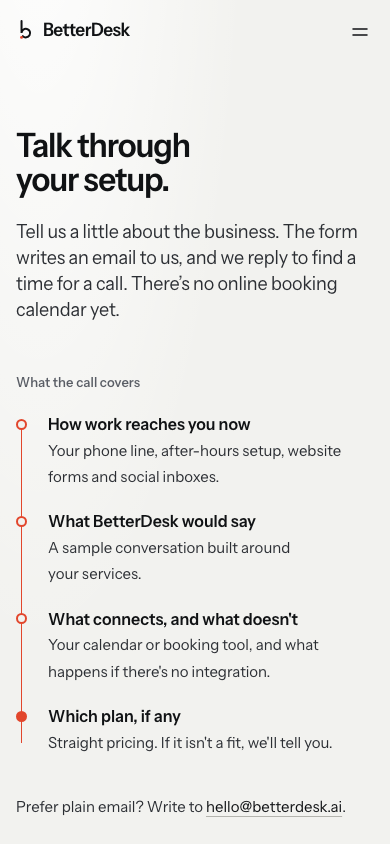 BetterDesk
Talk through
your setup.
Tell us a little about the business. The form
writes an email to us, and we reply to find a
time for a call. There’s no online booking
calendar yet.
What the call covers
How work reaches you now
Your phone line, after-hours setup, website
forms and social inboxes.
What BetterDesk would say
A sample conversation built around
your services.
What connects, and what doesn't
Your calendar or booking tool, and what
happens if there's no integration.
Which plan, if any
Straight pricing. If it isn't a fit, we'll tell you.
Prefer plain email? Write to hello@betterdesk.ai.